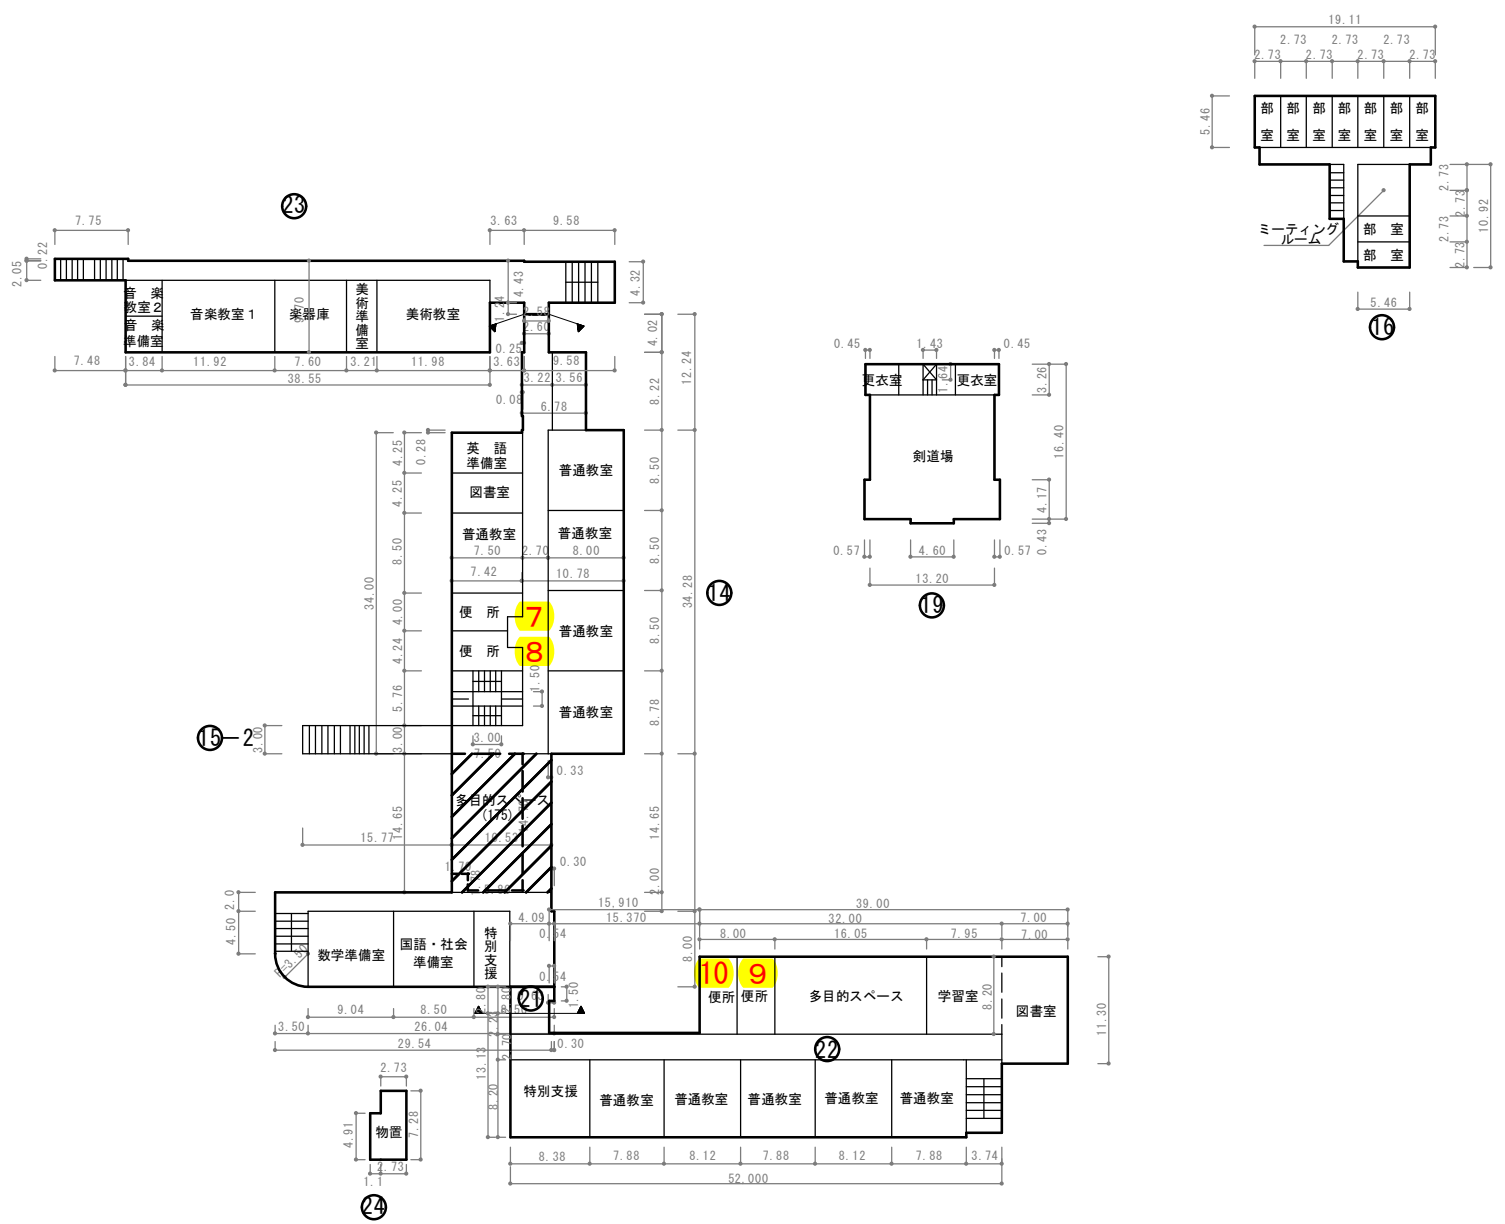 19.11
2.73 2.73 2.73
2.73 2.73 2.73 2.73
5.46
部室 部室 部室 部室 部室 部室 部室
2.73
2.73
2.73
2.73
10.92
ミーティング
ルーム
部 室
部 室
5.46
⑯
㉓
7.75
3.63
9.58
0.22
2.05
4.43
4.32
1.24
2.58
2.60
音 楽
教室2
音 楽
準備室
音楽教室1
楽器庫
9.70
美術準備室
美術教室
7.48
3.84
11.92
7.60
3.21
11.98
3.63
9.58
38.55
0.25
3.22
3.56
0.08
6.78
4.02
8.22
12.24
0.45
1.43
0.45
更衣室
1.64
更衣室
3.26
16.40
剣道場
4.17
0.43
0.57
4.60
0.57
13.20
⑲
4.25
0.28
英 語
準備室
図書室
4.25
普通教室
普通教室
8.50
普通教室
8.50
8.50
7.50
2.70
8.00
7.42
10.78
34.00
4.00
便 所
7
普通教室
8.50
4.24
便 所
8
⑭
34.28
1.50
5.76
普通教室
8.78
⑮-2
3.00
3.00
3.00
7.50
0.33
多目的スペース
(175)
14.65
14.65
15.77
10.53
0.30
2.00
2.0
4.50
数学準備室
国語・社会
準備室
特別支援
R=3.50
15,910
39.00
4.09
15.370
32.00
7.00
0.54
8.00
8.00
16.05
7.95
7.00
0.54
10
便所
9
便所
多目的スペース
学習室
8.20
図書室
11.30
㉑
1.50
9.04
8.50
8.50
3.50
26.04
29.54
0.30
2.70
㉒
13.13
8.20
特別支援
普通教室
普通教室
普通教室
普通教室
普通教室
8.38
7.88
8.12
7.88
8.12
7.88
3.74
52.000
2.73
4.91
物置
7.28
2.73
1.1
㉔